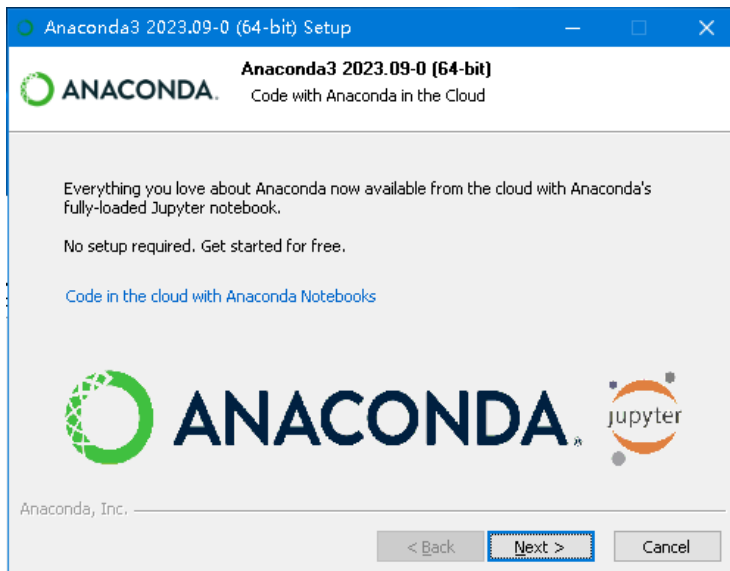 Anaconda3 2023.09-0 (64-bit) Setup
ANACONDA.
Anaconda3 2023.09-0 (64-bit)
Code with Anaconda in the Cloud
Everything you love about Anaconda now available from the cloud with Anaconda's
fully-loaded Jupyter notebook.
No setup required. Get started for free.
Code in the cloud with Anaconda Notebooks
ANACONDA.
jupyter
Anaconda, Inc.
< Back
Next >
Cancel